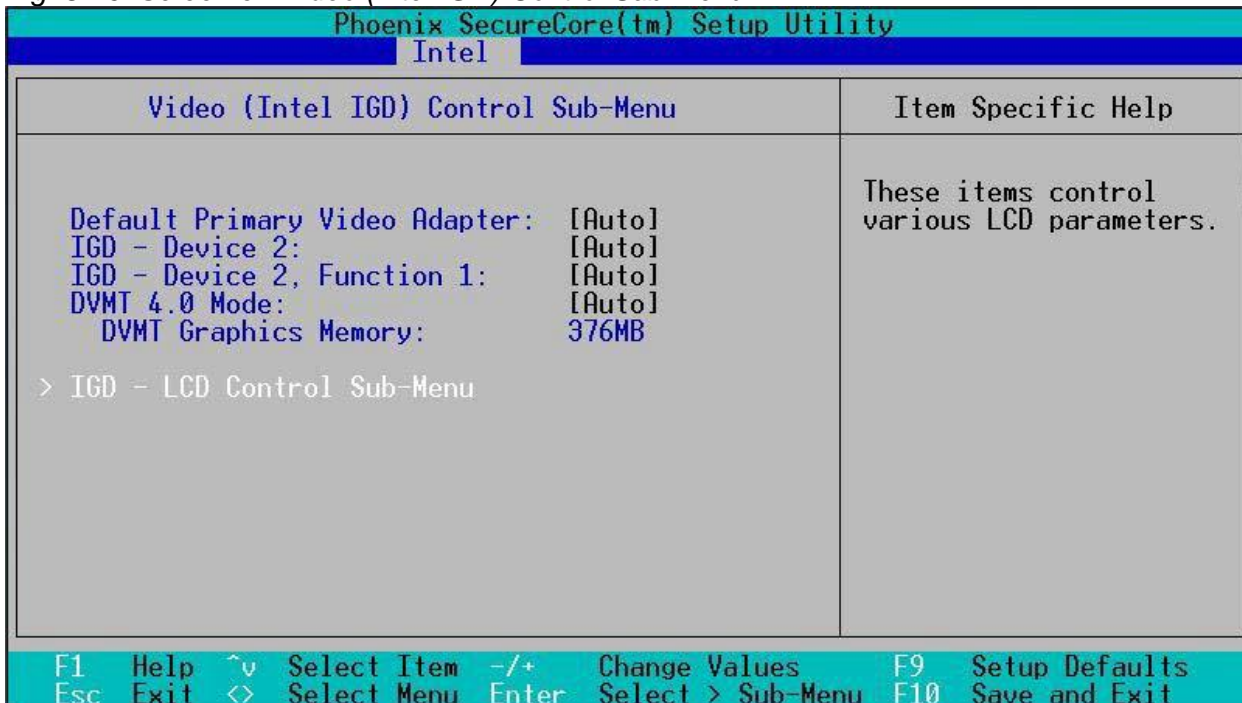 Phoenix SecureCore(tm) Setup Utility
Intel
Video (Intel IGD) Control Sub-Menu
Item Specific Help
Default Primary Video Adapter: [Auto]
IGD - Device 2: [Auto]
IGD - Device 2, Function 1: [Auto]
DVMT 4.0 Mode: [Auto]
DVMT Graphics Memory: 376MB
> IGD - LCD Control Sub-Menu
These items control
various LCD parameters.
F1 Help ^v Select Item -/+ Change Values F9 Setup Defaults
Esc Exit <> Select Menu Enter Select > Sub-Menu F10 Save and Exit